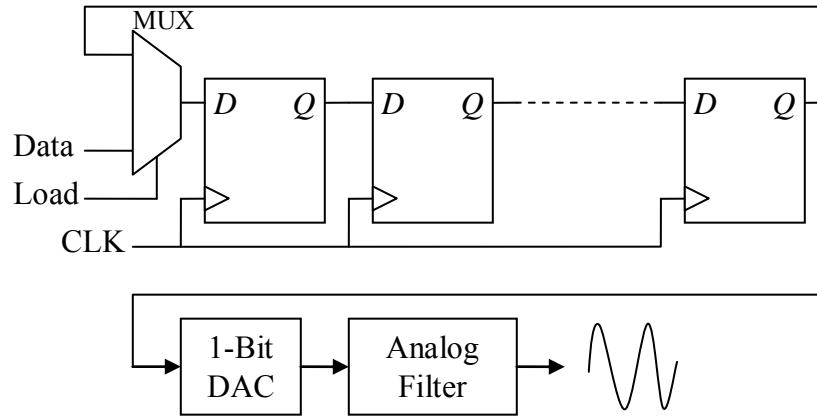 MUX
D Q D Q D Q
Data
Load
CLK
1-Bit
DAC
Analog
Filter